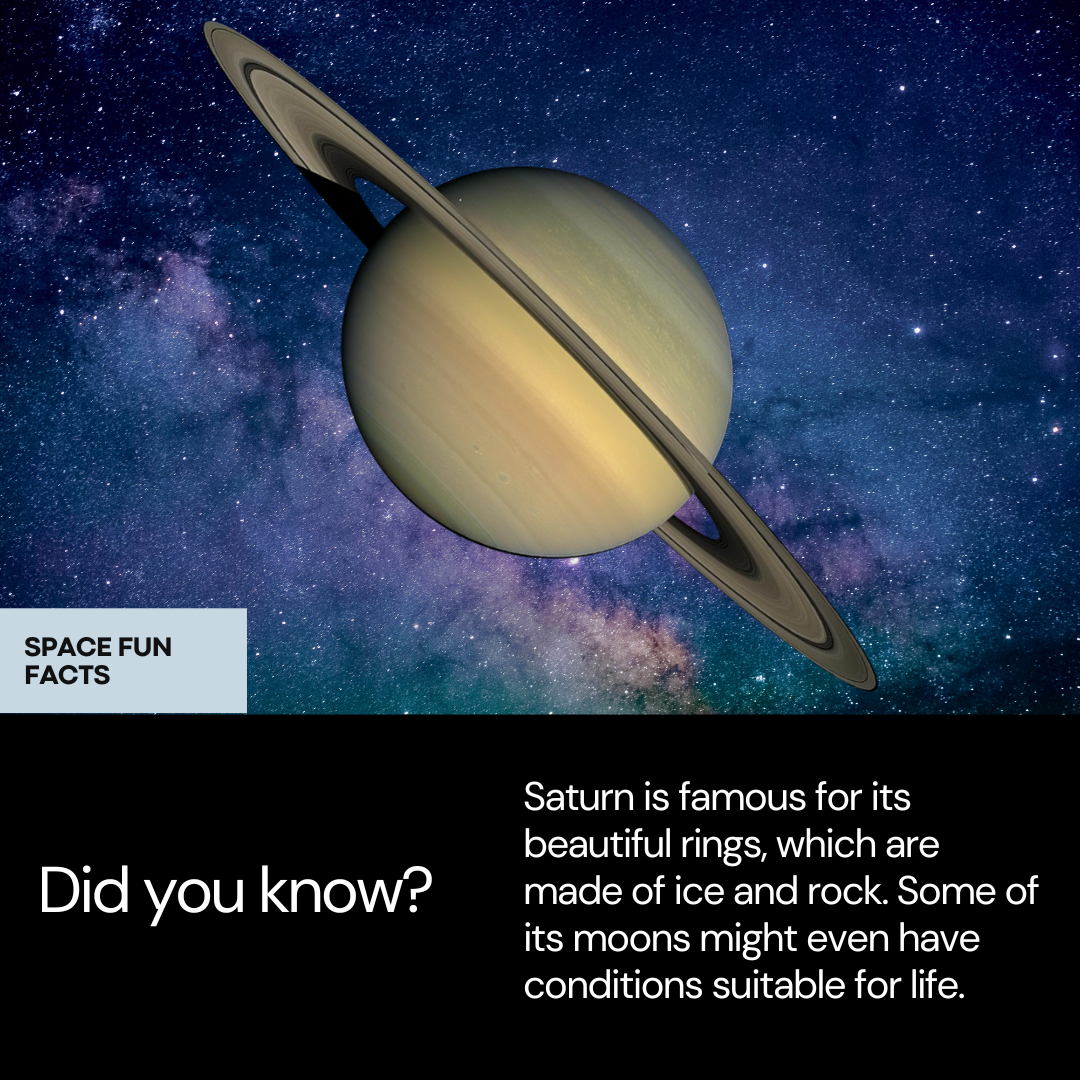 SPACE FUN
FACTS
Did you know?
Saturn is famous for its
beautiful rings, which are
made of ice and rock. Some of
its moons might even have
conditions suitable for life.